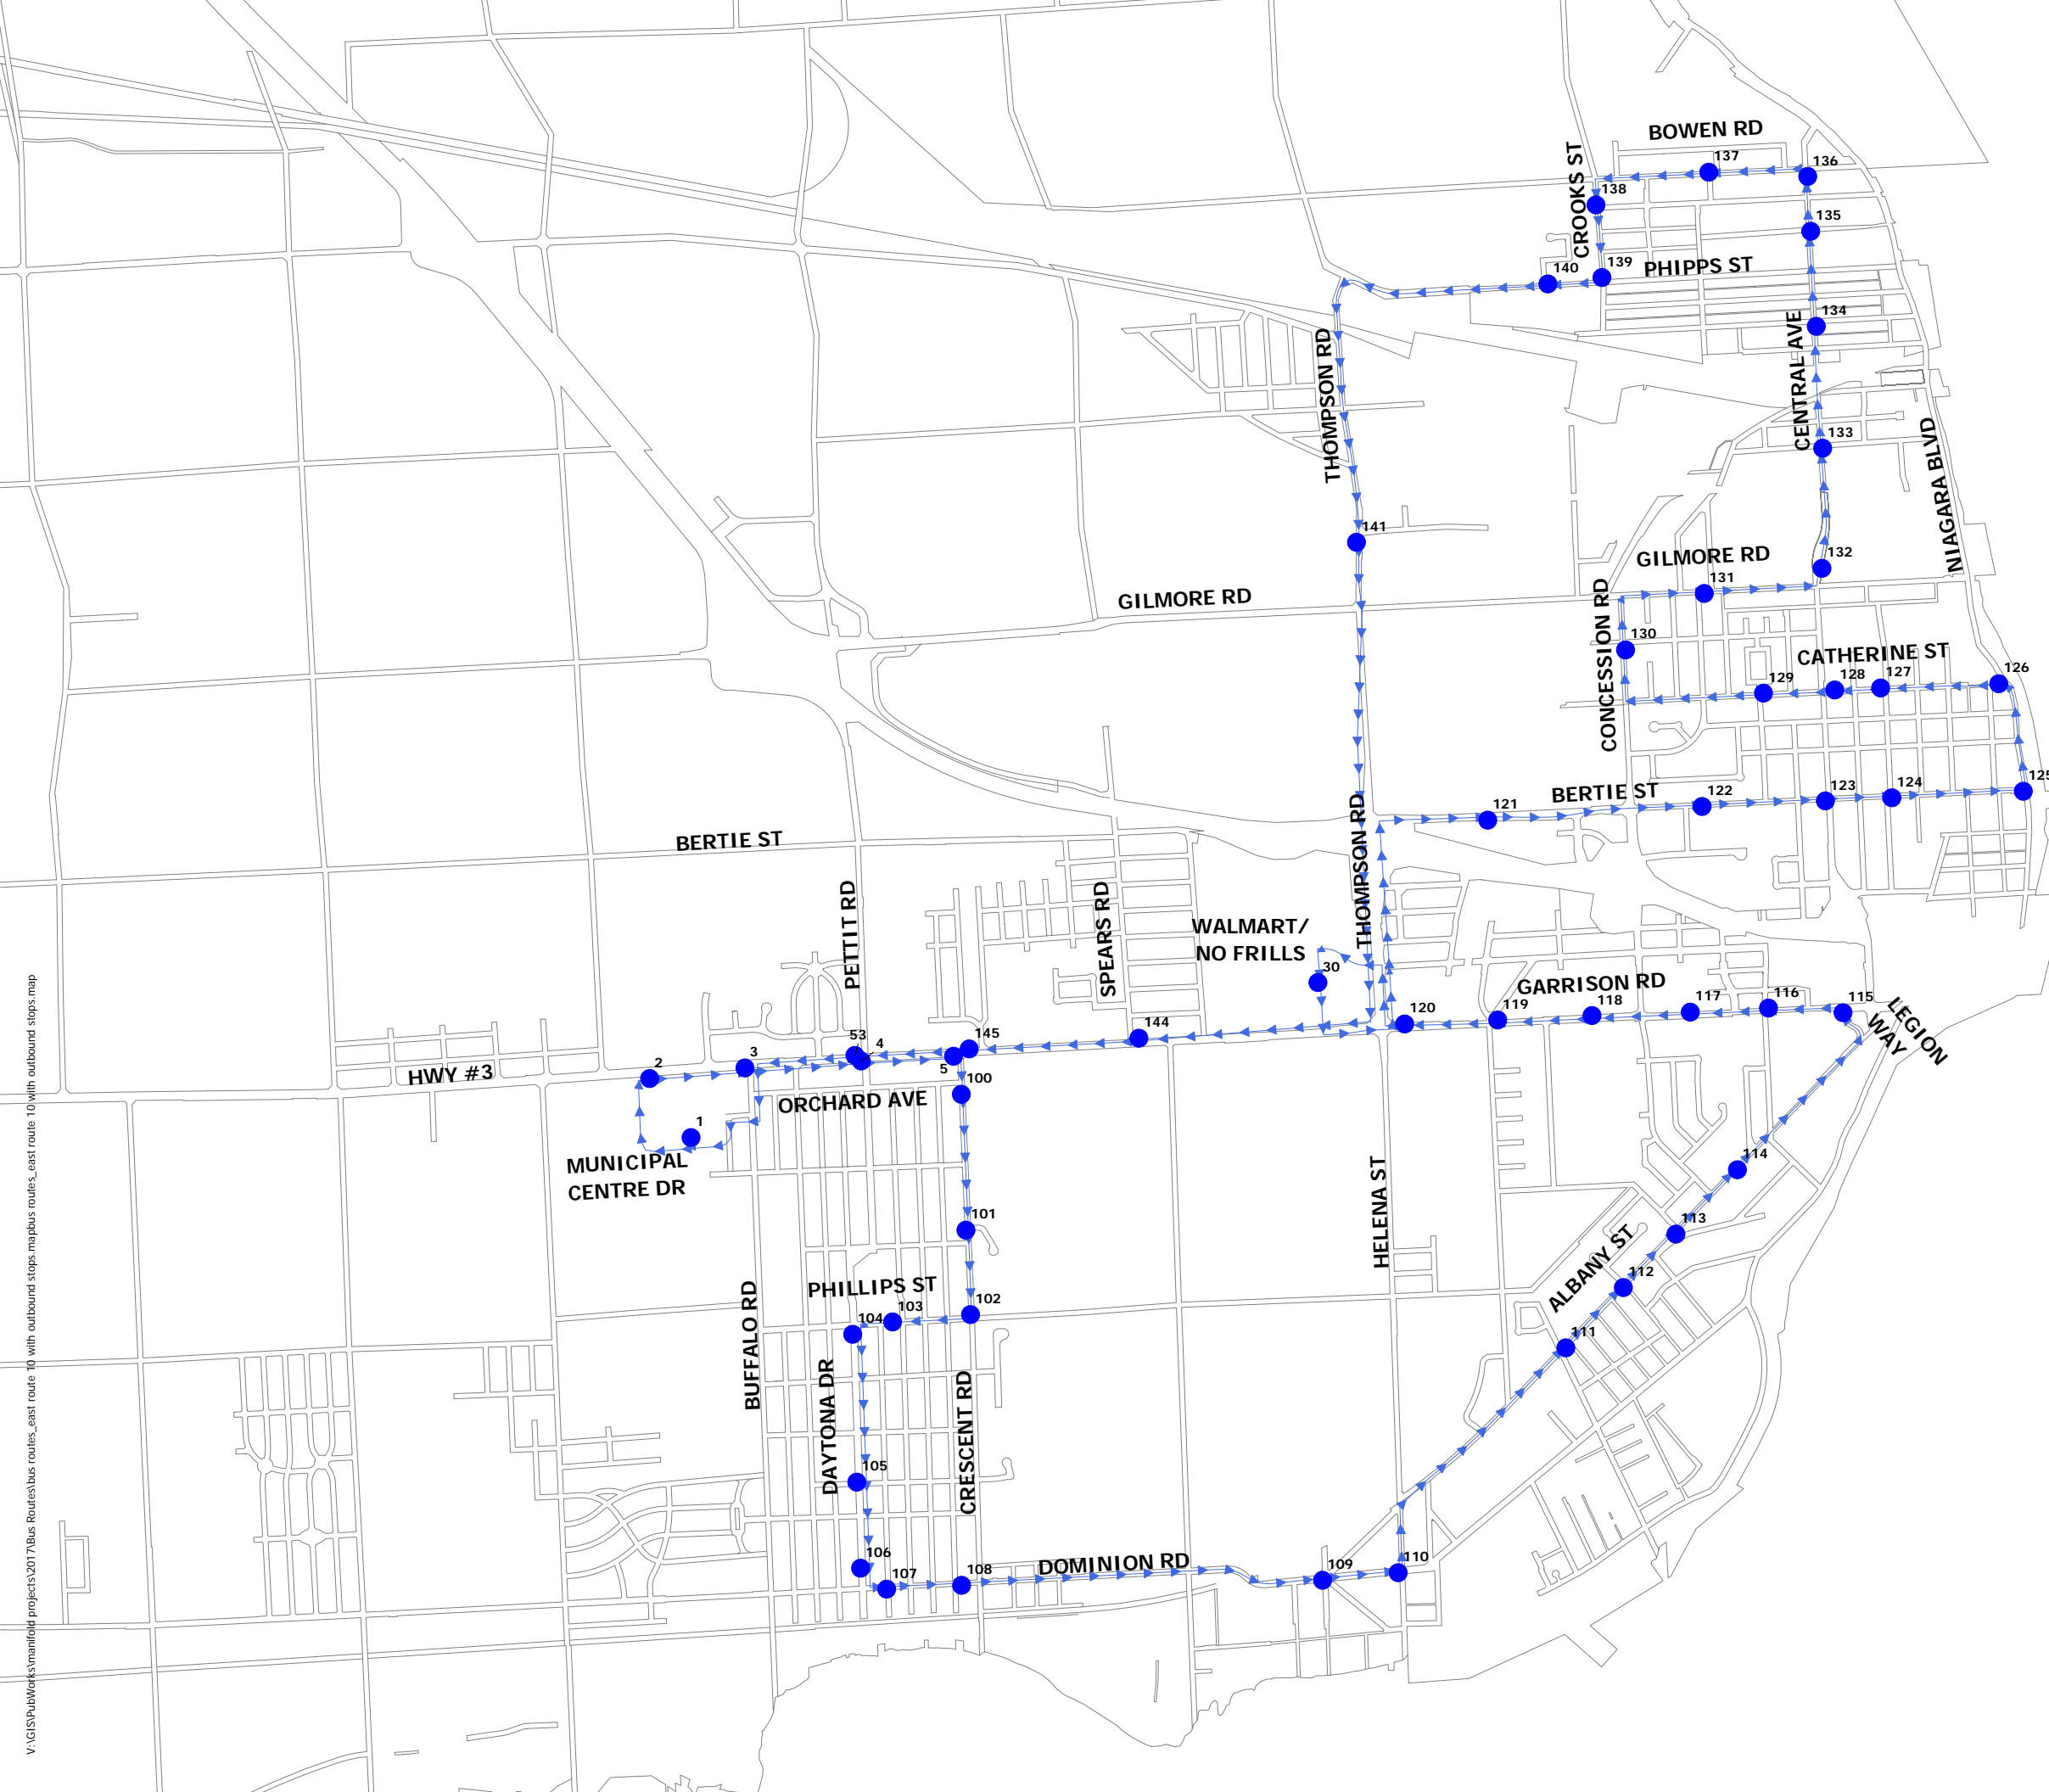 BOWEN RD
137
136
CROOKS ST
138
135
139
PHIPPS ST
140
134
CENTRAL AVE
THOMPSON RD
133
NIAGARA BLVD
141
132
GILMORE RD
131
GILMORE RD
CONCESSION RD
130
CATHERINE ST
126
129
128
127
125
BERTIE ST
124
123
122
121
THOMPSON RD
BERTIE ST
PETTIT RD
SPEARS RD
WALMART/
NO FRILLS
30
GARRISON RD
120
119
118
117
116
115
LEGION
WAY
144
145
53
4
5
3
2
HWY #3
100
ORCHARD AVE
1
MUNICIPAL
CENTRE DR
114
101
HELENA ST
113
ALBANY ST
112
PHILLIPS ST
BUFFALO RD
102
103
104
111
DAYTONA DR
CRESCENT RD
105
106
107
108
DOMINION RD
109
110
V:\GIS\PubWorks\manifold projects\2017\Bus Routes\bus routes_east route 10 with outbound stops.mapbus routes_east route 10 with outbound stops.map